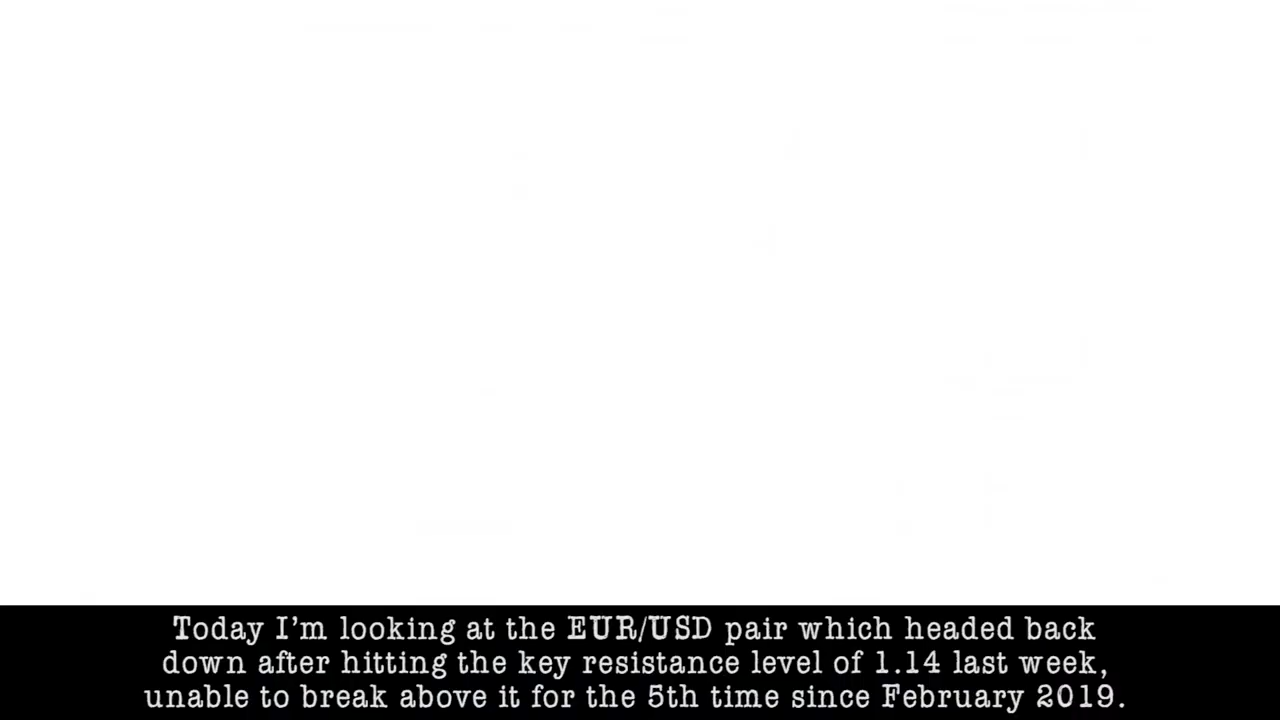 Today I'm looking at the EUR/USD pair which headed back
down after hitting the key resistance level of 1.14 last week,
unable to break above it for the 5th time since February 2019.